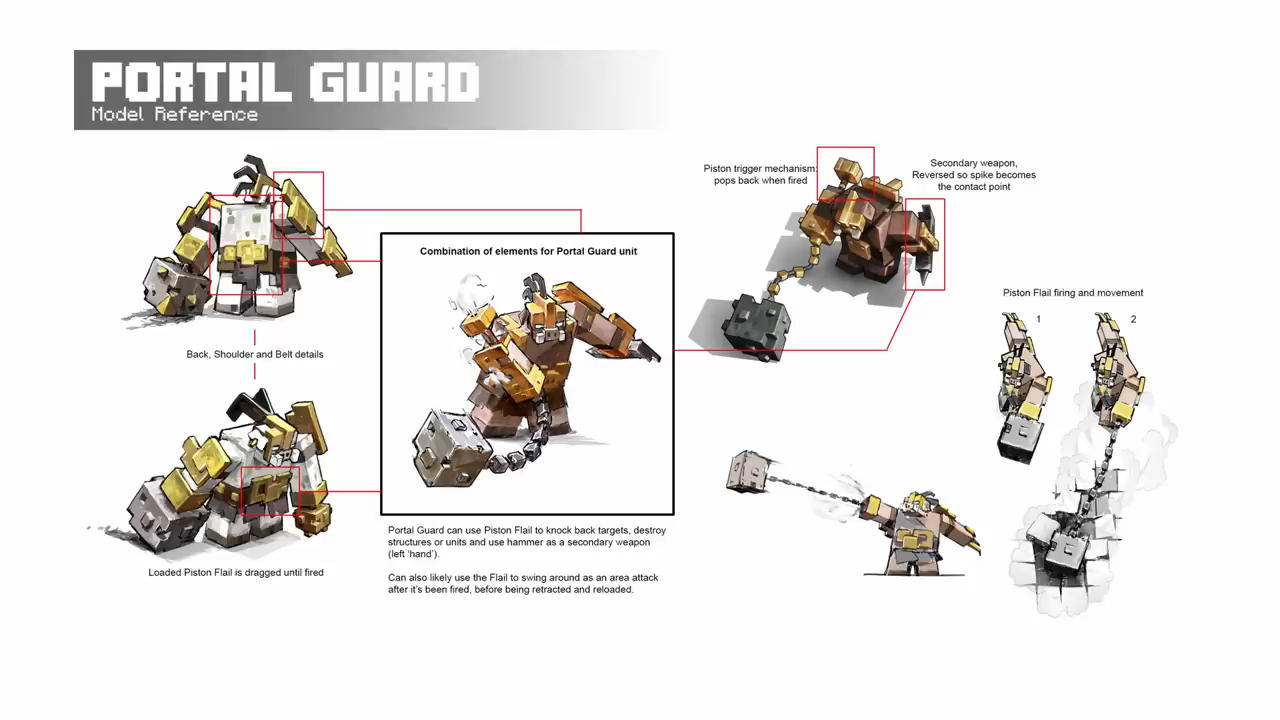 PORTAL GUARD
Model Reference
Piston trigger mechanism:
pops back when fired
Secondary weapon,
Reversed so spike becomes
the contact point
Combination of elements for Portal Guard unit
Piston Flail firing and movement
1
2
Back, Shoulder and Belt details
Loaded Piston Flail is dragged until fired
Portal Guard can use Piston Flail to knock back targets, destroy
structures or units and use hammer as a secondary weapon
(left ‘hand’).
Can also likely use the Flail to swing around as an area attack
after it’s been fired, before being retracted and reloaded.